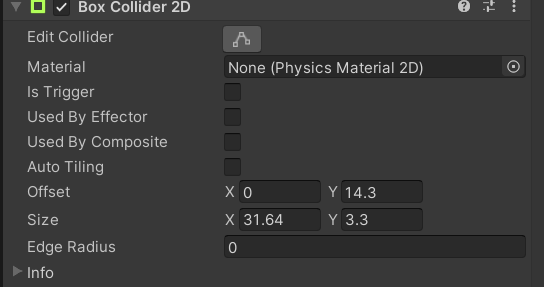 Box Collider 2D
Edit Collider
Material None (Physics Material 2D)
Is Trigger
Used By Effector
Used By Composite
Auto Tiling
Offset X 0 Y 14.3
Size X 31.64 Y 3.3
Edge Radius 0
Info